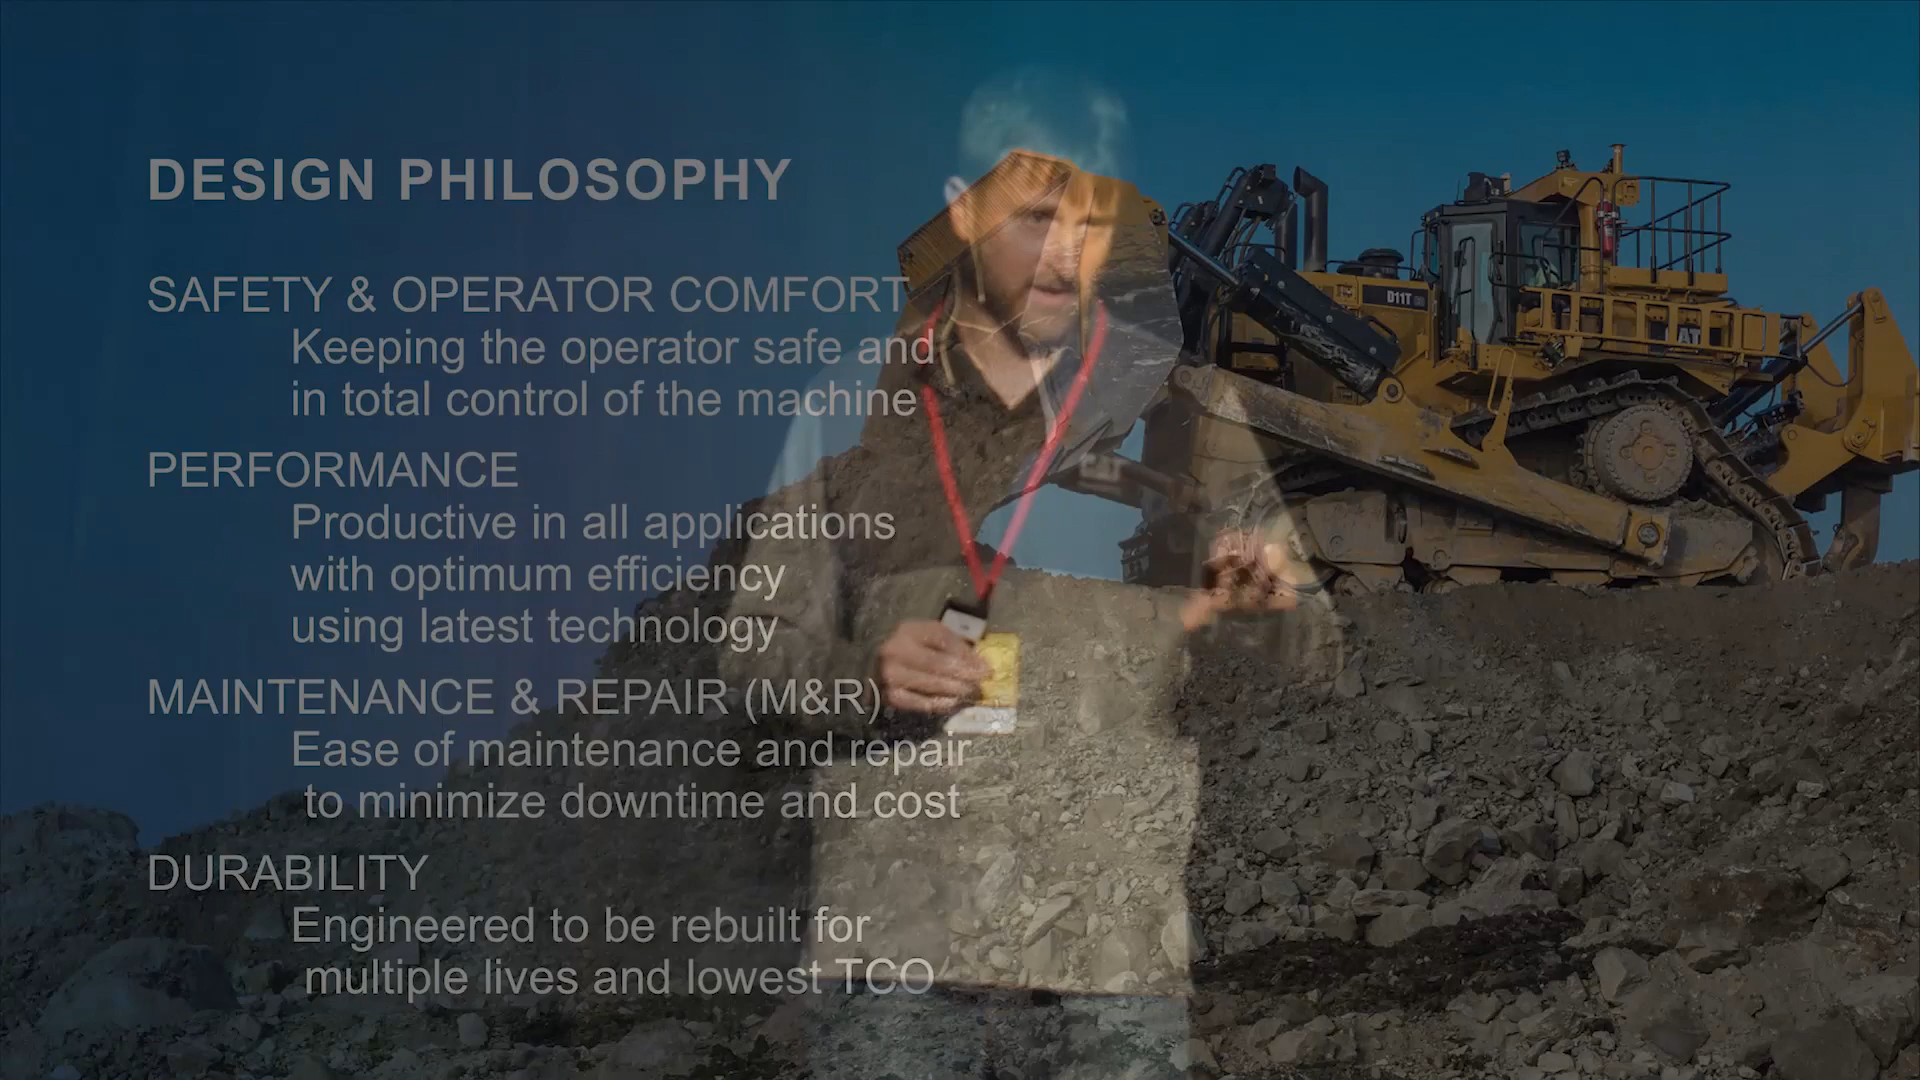 DESIGN PHILOSOPHY
SAFETY & OPERATOR COMFORT
Keeping the operator safe and
in total control of the machine
PERFORMANCE
Productive in all applications
with optimum efficiency
using latest technology
MAINTENANCE & REPAIR (M&R)
Ease of maintenance and repair
to minimize downtime and cost
DURABILITY
Engineered to be rebuilt for
multiple lives and lowest TCO
D11T
CAT